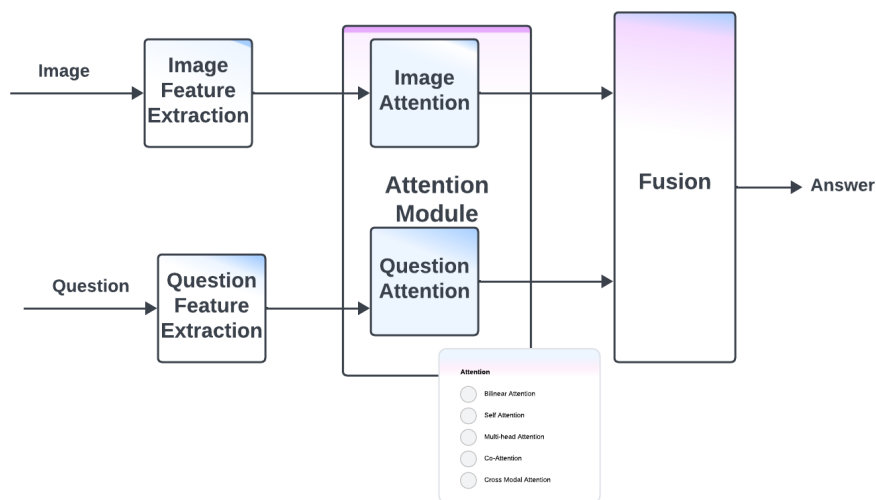 Image
Image
Feature
Extraction
Image
Attention
Attention
Module
Fusion
Answer
Question
Question
Feature
Extraction
Question
Attention
Attention
Bilinear Attention
Self Attention
Multi-head Attention
Co-Attention
Cross Modal Attention